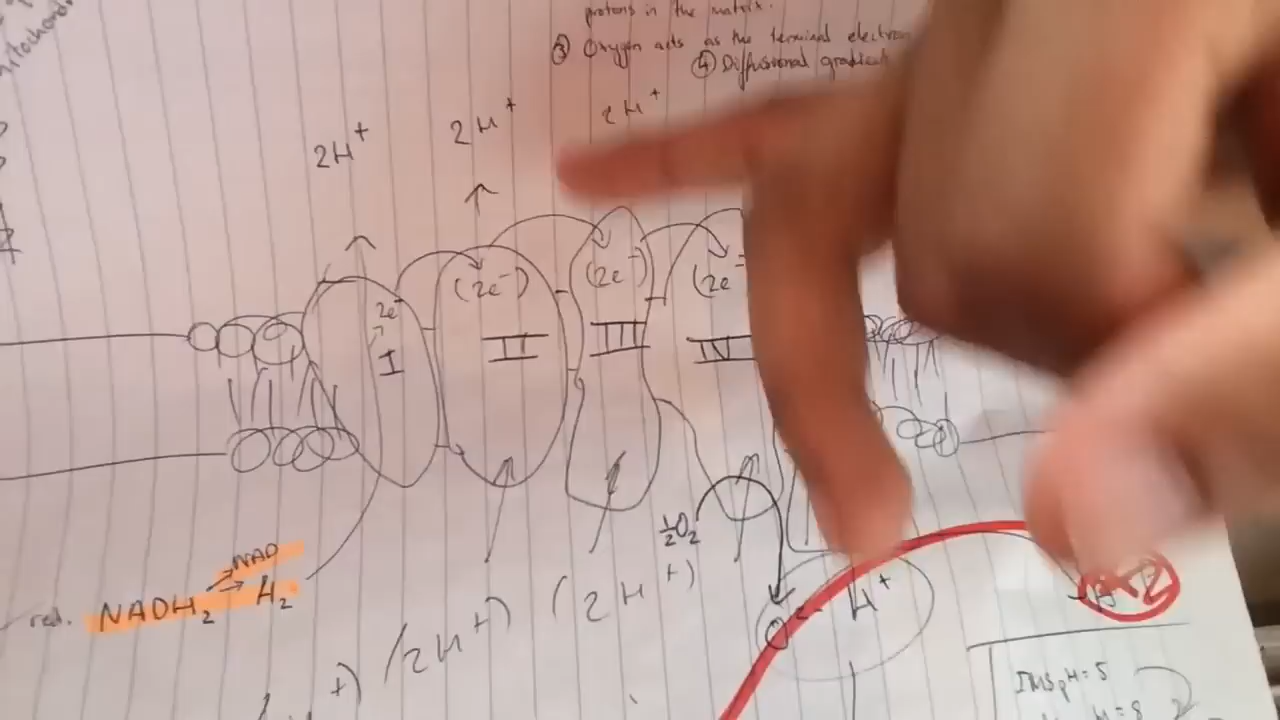 protons in the matrix.
③ Oxygen acts as the terminal electron
④ Diffusional gradient
2H⁺
2H⁺
2H⁺
2e⁻
(2e⁻)
(2e⁻)
(2e⁻
I
II
III
IV
½O₂
NAD
red. NADH₂ → H₂
(2H⁺)
(2H⁺)
O²⁻
H⁺
IMS pH = 5